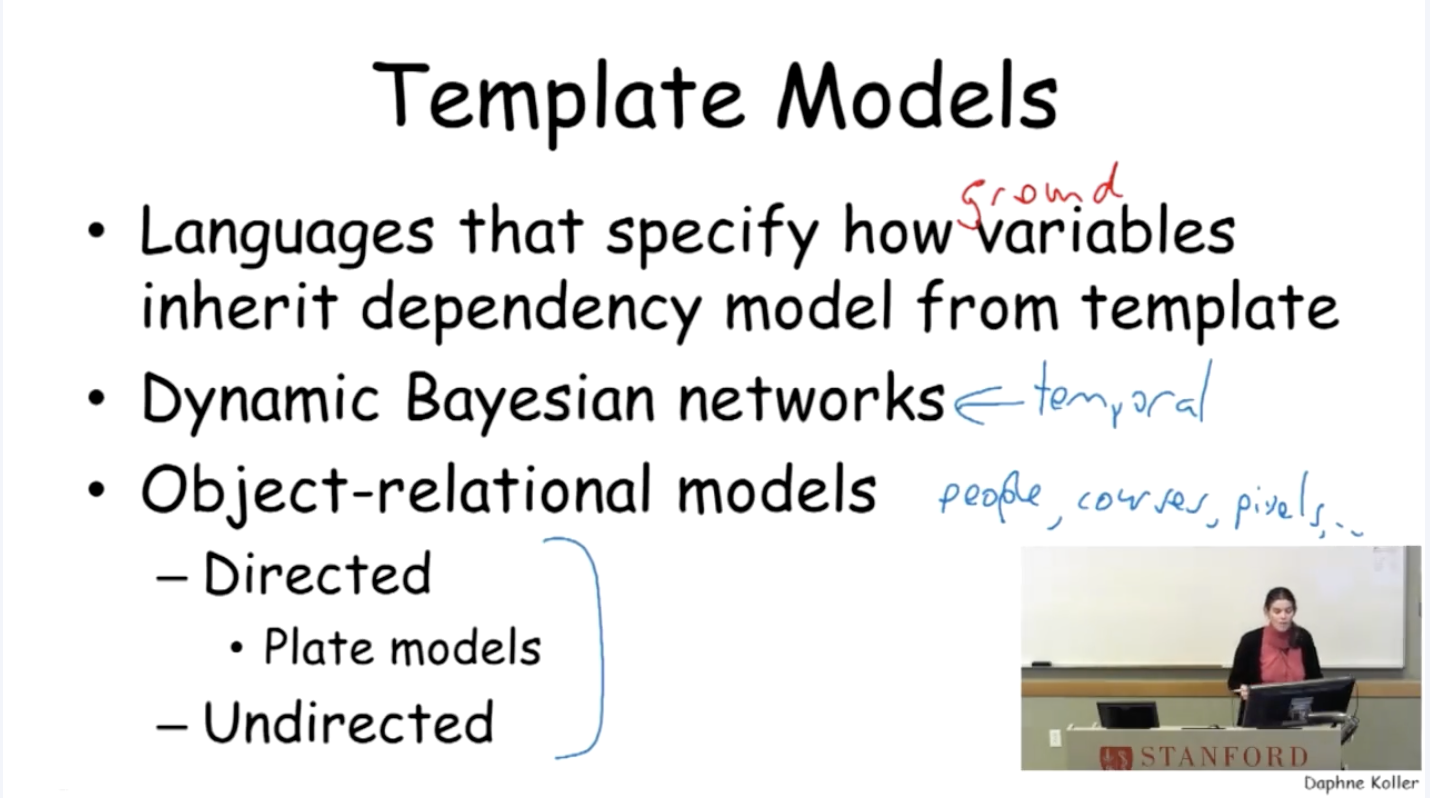 Template Models
ground
• Languages that specify how variables
inherit dependency model from template
• Dynamic Bayesian networks ← temporal
• Object-relational models people, courses, pixels, ..
– Directed
• Plate models
– Undirected
STANFORD
Daphne Koller